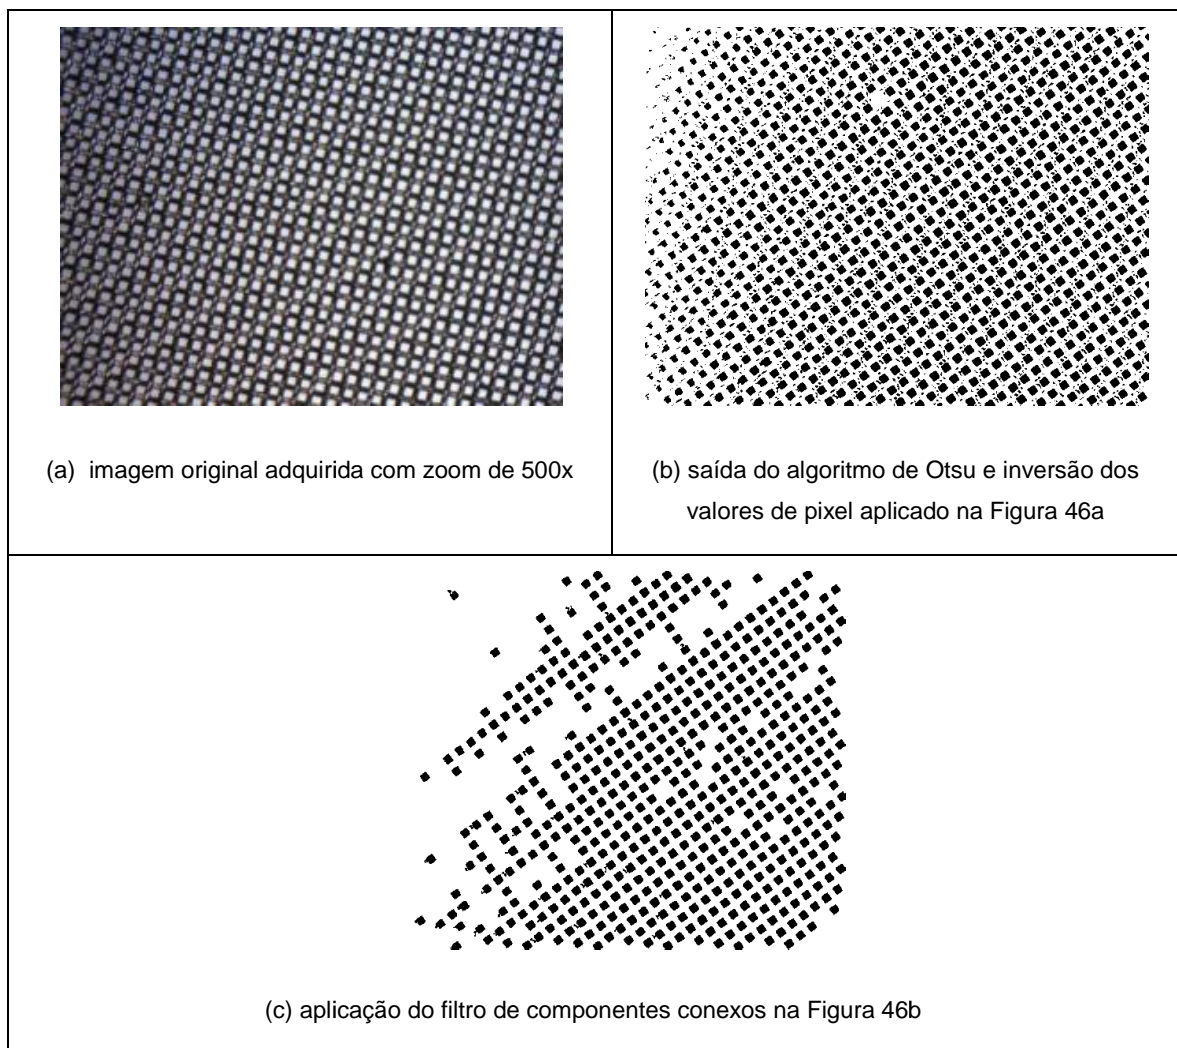 (a) imagem original adquirida com zoom de 500x
(b) saída do algoritmo de Otsu e inversão dos
valores de pixel aplicado na Figura 46a
(c) aplicação do filtro de componentes conexos na Figura 46b